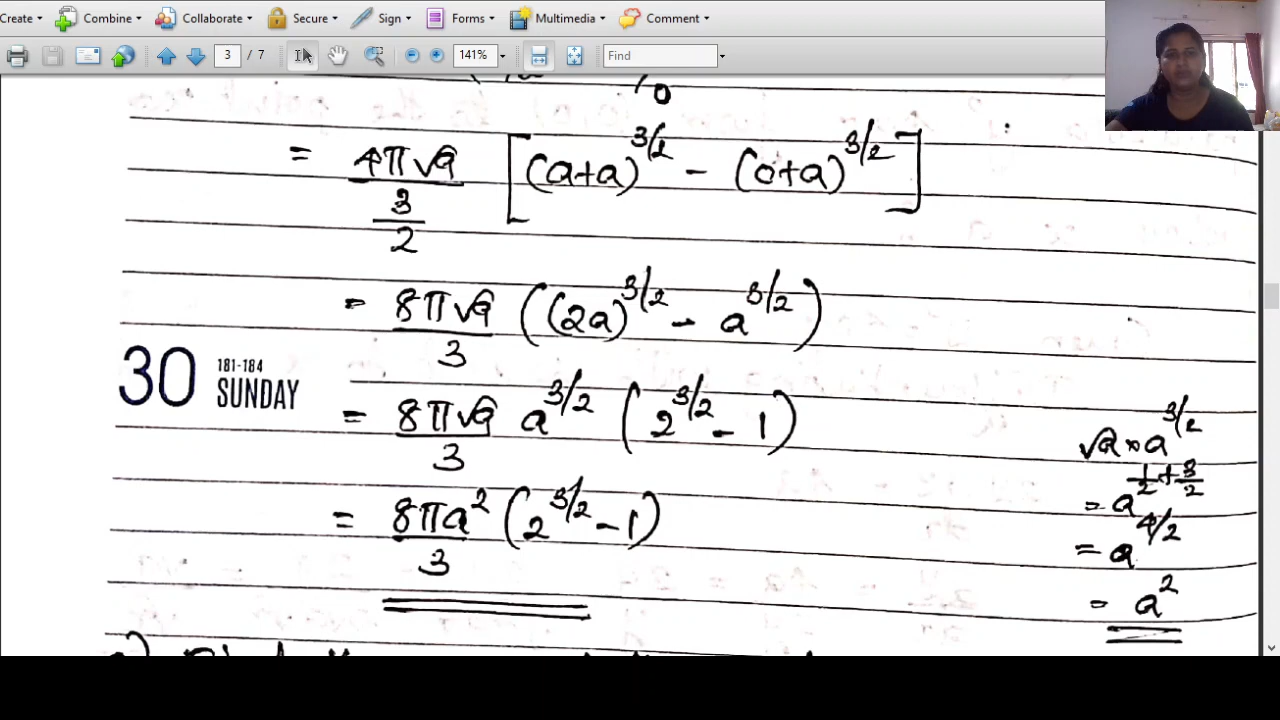 Create Combine Collaborate Secure Sign Forms Multimedia Comment
3 / 7 141% Find
= 4π√a / (3/2) [(a+a)^3/2 - (0+a)^3/2]
= 8π√a / 3 ((2a)^3/2 - a^3/2)
30 181-184 SUNDAY
= 8π√a / 3 a^3/2 (2^3/2 - 1)
= 8πa^2 / 3 (2^3/2 - 1)
√a × a^3/2
= a^1/2 + 3/2
= a^4/2
= a^2